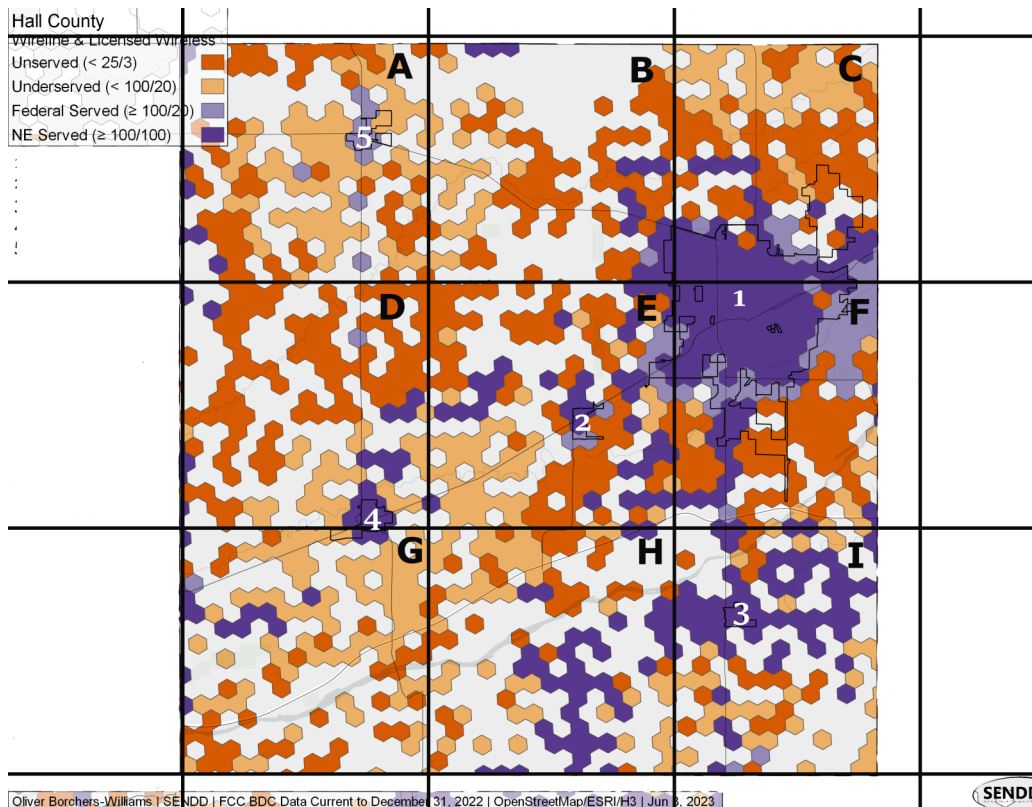 Hall County
Wireline & Licensed Wireless
Unserved (< 25/3)
Underserved (< 100/20)
Federal Served (≥ 100/20)
NE Served (≥ 100/100)
A
B
C
5
1
D
E
F
2
4
G
H
I
3
Oliver Borchers-Williams | SENDD | FCC BDC Data Current to December 31, 2022 | OpenStreetMap/ESRI/H3 | Jun 3, 2023